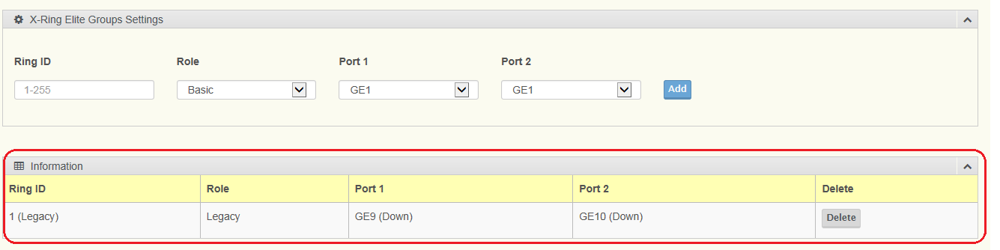 X-Ring Elite Groups Settings
Ring ID Role Port 1 Port 2
1-255 Basic GE1 GE1 Add
Information
Ring ID Role Port 1 Port 2 Delete
1 (Legacy) Legacy GE9 (Down) GE10 (Down) Delete